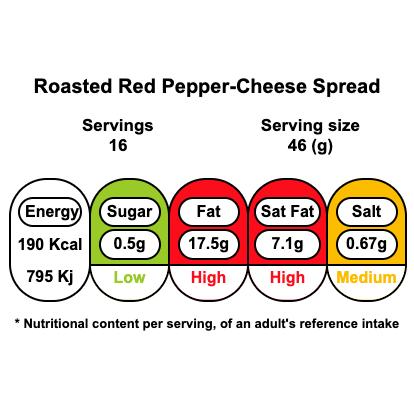 Roasted Red Pepper-Cheese Spread
Servings Serving size
16 46 (g)
Energy Sugar Fat Sat Fat Salt
190 Kcal 0.5g 17.5g 7.1g 0.67g
795 Kj Low High High Medium
* Nutritional content per serving, of an adult's reference intake